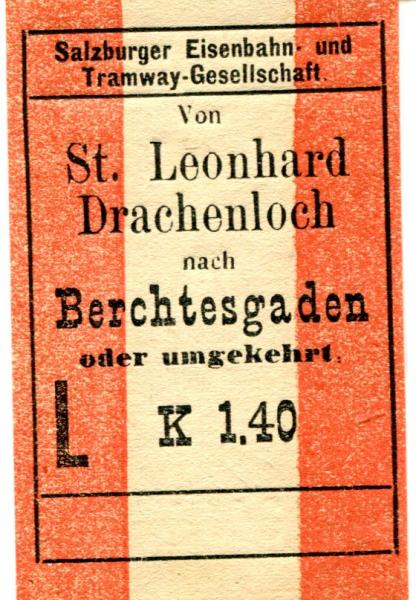 Salzburger Eisenbahn- und
Tramway-Gesellschaft.
Von
St. Leonhard
Drachenloch
nach
Berchtesgaden
oder umgekehrt.
L K 1.40